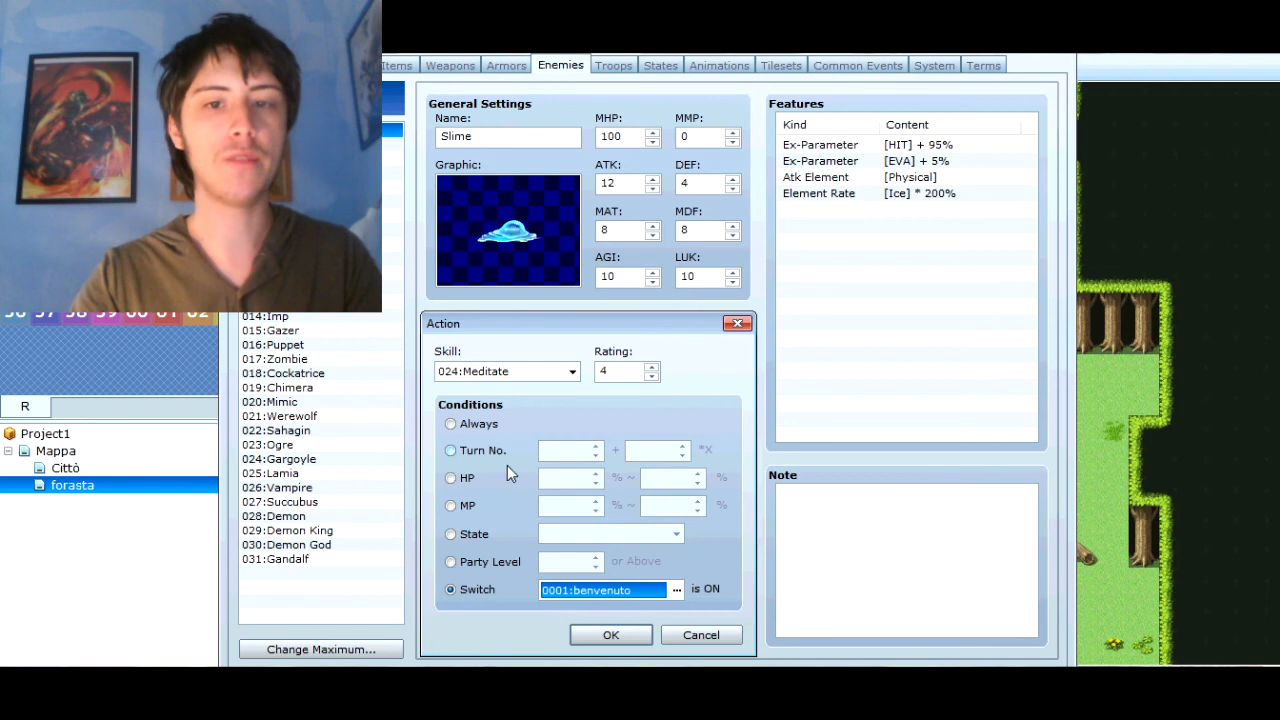 Items Weapons Armors Enemies Troops States Animations Tilesets Common Events System Terms
General Settings
Name:
Slime
MHP:
100
MMP:
0
Graphic:
ATK:
12
DEF:
4
MAT:
8
MDF:
8
AGI:
10
LUK:
10
Features
Kind Content
Ex-Parameter [HIT] + 95%
Ex-Parameter [EVA] + 5%
Atk Element [Physical]
Element Rate [Ice] * 200%
Action
Skill:
024:Meditate
Rating:
4
Conditions
Always
Turn No. + *X
HP % ~ %
MP % ~ %
State
Party Level or Above
Switch 0001:benvenuto ... is ON
OK Cancel
Note
014:Imp
015:Gazer
016:Puppet
017:Zombie
018:Cockatrice
019:Chimera
020:Mimic
021:Werewolf
022:Sahagin
023:Ogre
024:Gargoyle
025:Lamia
026:Vampire
027:Succubus
028:Demon
029:Demon King
030:Demon God
031:Gandalf
Change Maximum...
R
Project1
Mappa
Cittò
forasta